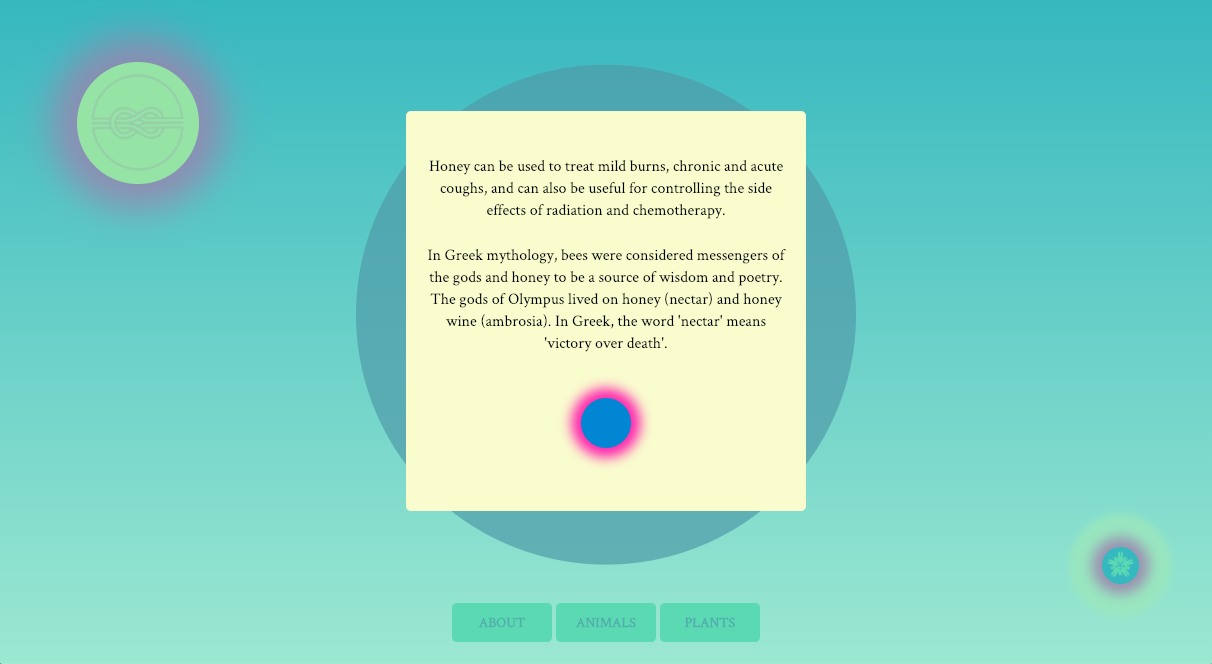 Honey can be used to treat mild burns, chronic and acute
coughs, and can also be useful for controlling the side
effects of radiation and chemotherapy.
In Greek mythology, bees were considered messengers of
the gods and honey to be a source of wisdom and poetry.
The gods of Olympus lived on honey (nectar) and honey
wine (ambrosia). In Greek, the word 'nectar' means
'victory over death'.
ABOUT
ANIMALS
PLANTS